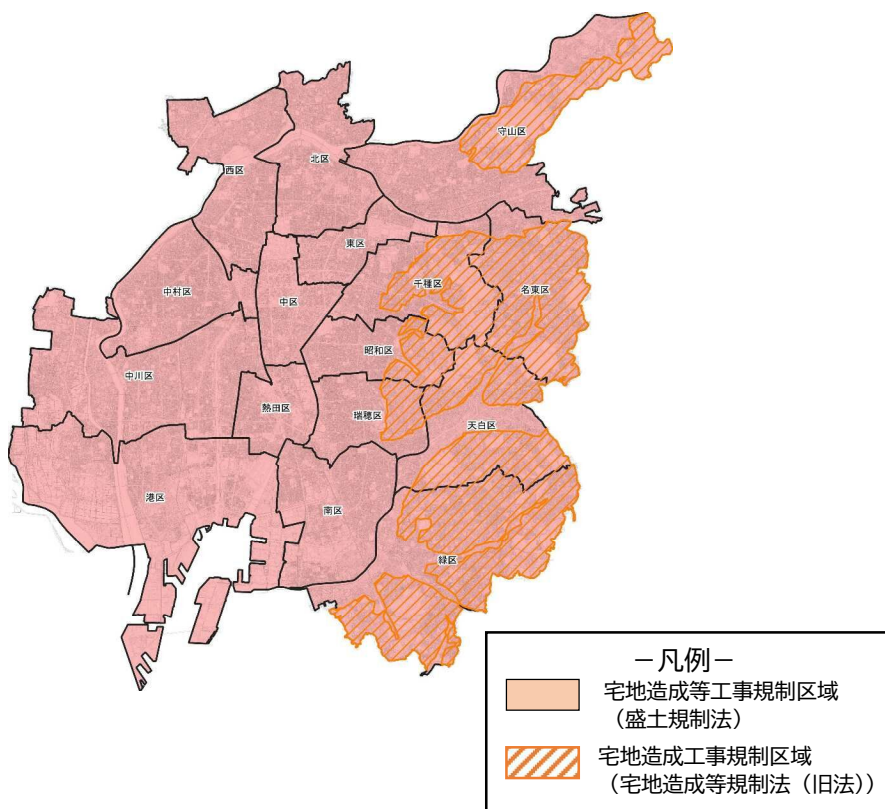 守山区
北区
西区
東区
千種区
名東区
中村区
中区
昭和区
中川区
熱田区
瑞穂区
天白区
港区
南区
緑区
－凡例－
宅地造成等工事規制区域
（盛土規制法）
宅地造成工事規制区域
（宅地造成等規制法（旧法））